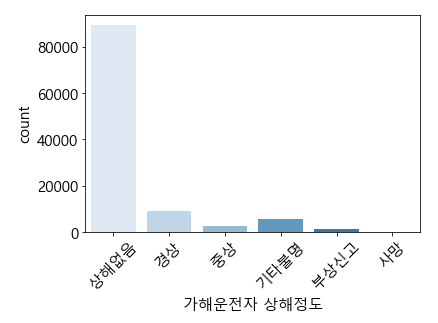 80000
60000
40000
20000
0
count
상해없음
경상
중상
기타불명
부상신고
사망
가해운전자 상해정도